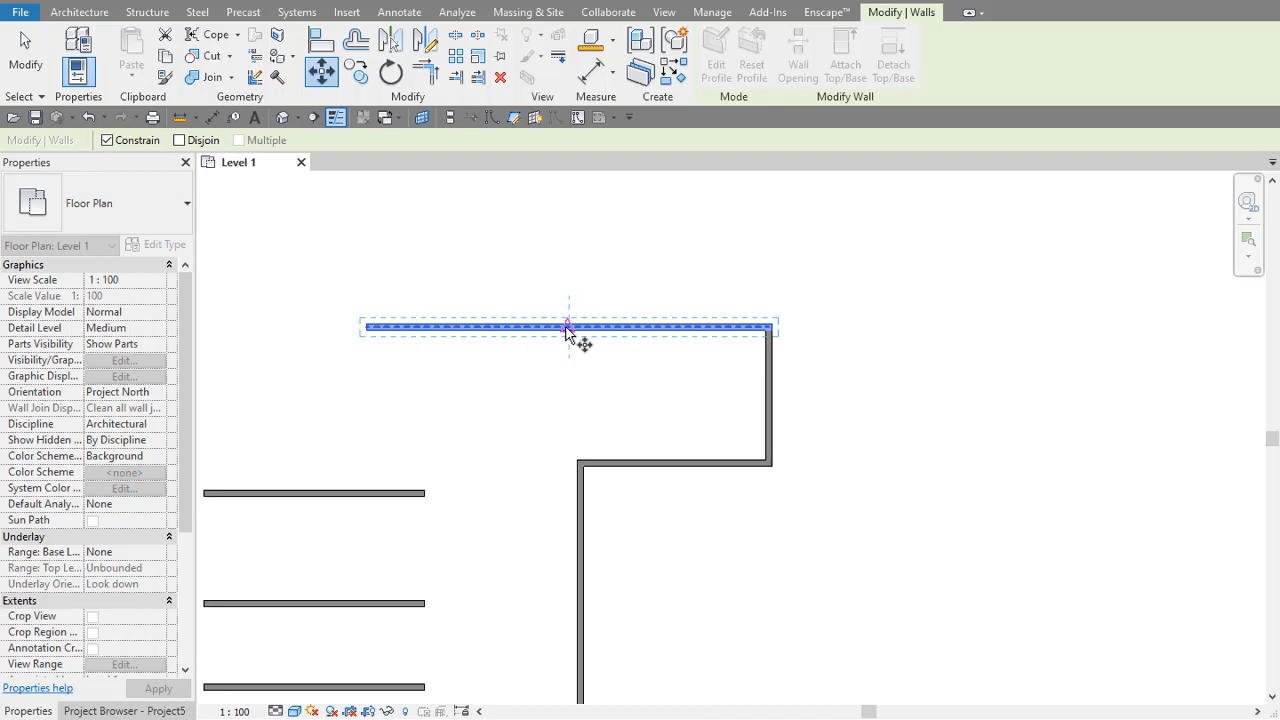 File Architecture Structure Steel Precast Systems Insert Annotate Analyze Massing & Site Collaborate View Manage Add-Ins Enscape™ Modify | Walls
Cope
Cut
Join
Modify Paste Edit Profile Reset Profile Wall Opening Attach Top/Base Detach Top/Base
Select Properties Clipboard Geometry Modify View Measure Create Mode Modify Wall
Modify | Walls Constrain Disjoin Multiple
Properties Level 1
Floor Plan
Floor Plan: Level 1 Edit Type
Graphics
View Scale 1 : 100
Scale Value 1: 100
Display Model Normal
Detail Level Medium
Parts Visibility Show Parts
Visibility/Grap... Edit...
Graphic Displ... Edit...
Orientation Project North
Wall Join Disp... Clean all wall j...
Discipline Architectural
Show Hidden ... By Discipline
Color Scheme... Background
Color Scheme <none>
System Color ... Edit...
Default Analy... None
Sun Path
Underlay
Range: Base L... None
Range: Top Le... Unbounded
Underlay Orie... Look down
Extents
Crop View
Crop Region ...
Annotation Cr...
View Range Edit...
Properties help Apply
Properties Project Browser - Project5 1 : 100
2D